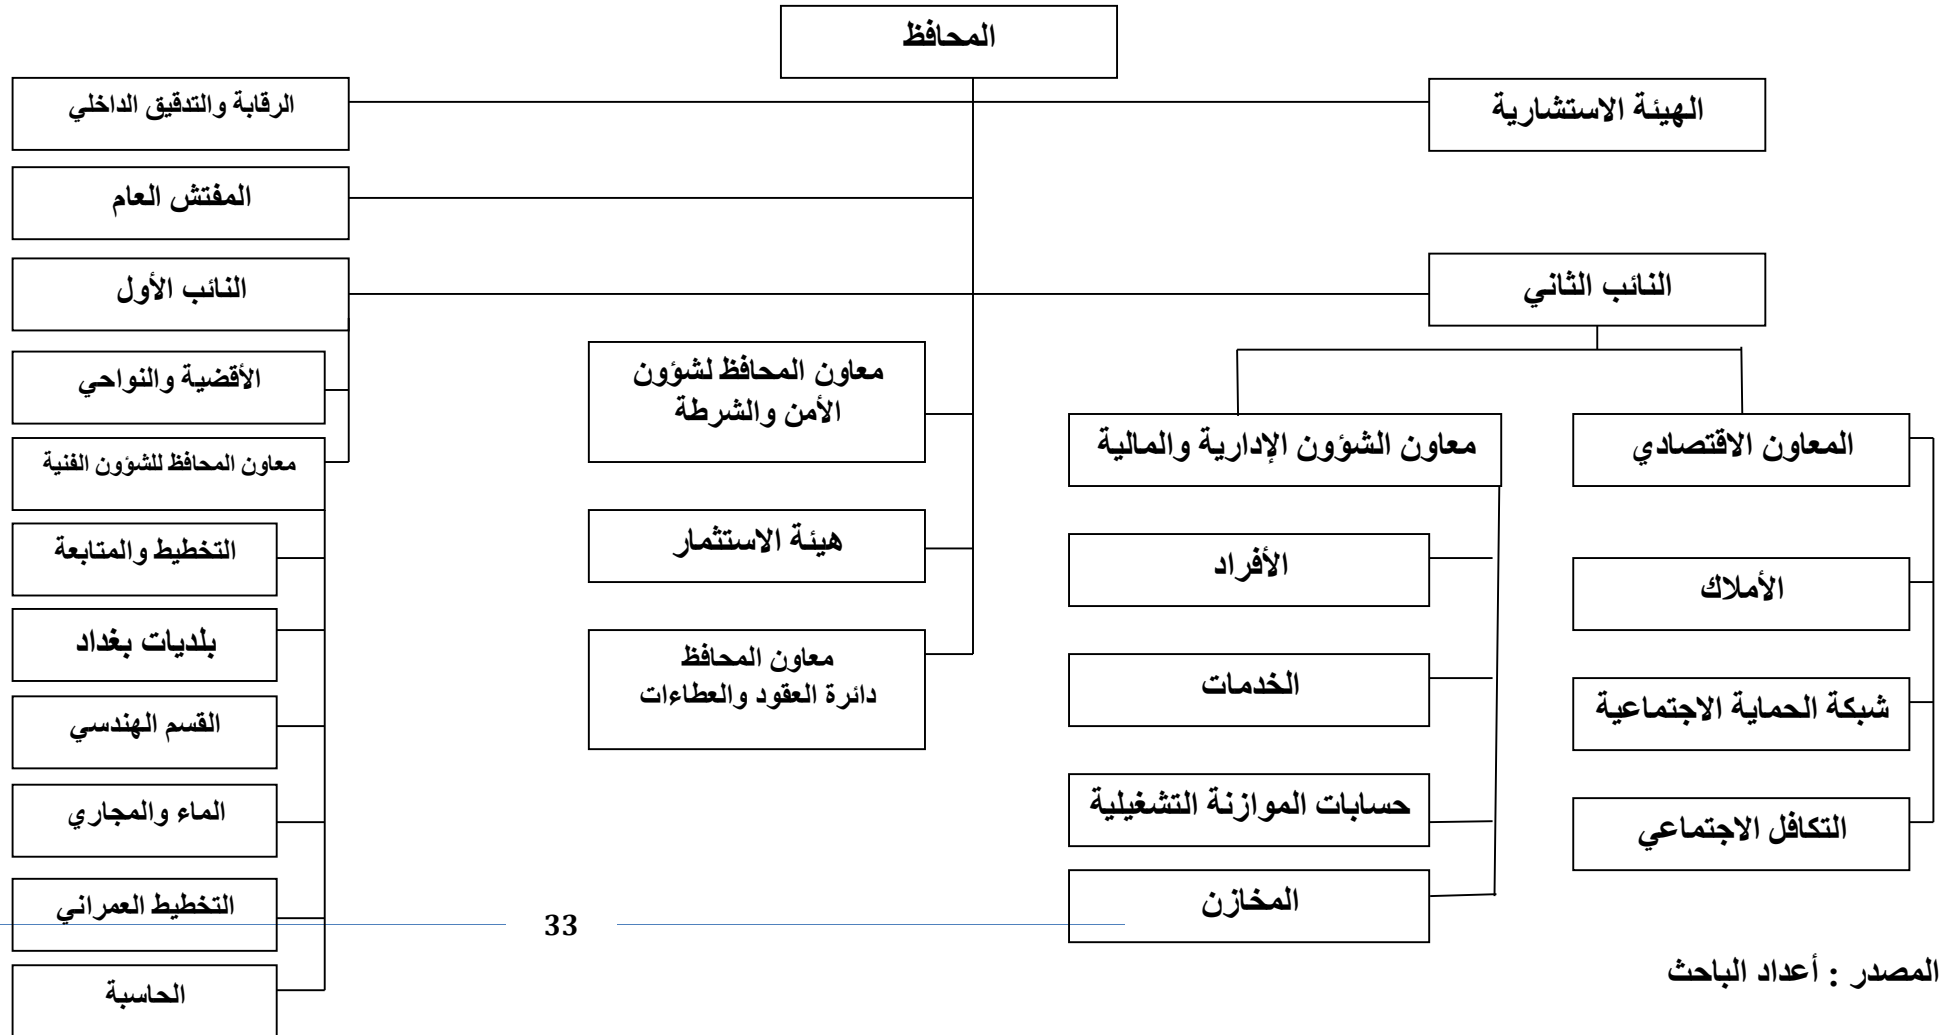 المحافظ
الهيئة الاستشارية
الرقابة والتدقيق الداخلي
المفتش العام
النائب الثاني
النائب الأول
المعاون الاقتصادي
الأملاك
شبكة الحماية الاجتماعية
التكافل الاجتماعي
معاون الشؤون الإدارية والمالية
الأفراد
الخدمات
حسابات الموازنة التشغيلية
المخازن
معاون المحافظ لشؤون
الأمن والشرطة
هيئة الاستثمار
معاون المحافظ
دائرة العقود والعطاءات
الأقضية والنواحي
معاون المحافظ للشؤون الفنية
التخطيط والمتابعة
بلديات بغداد
القسم الهندسي
الماء والمجاري
التخطيط العمراني
الحاسبة
33
المصدر : أعداد الباحث